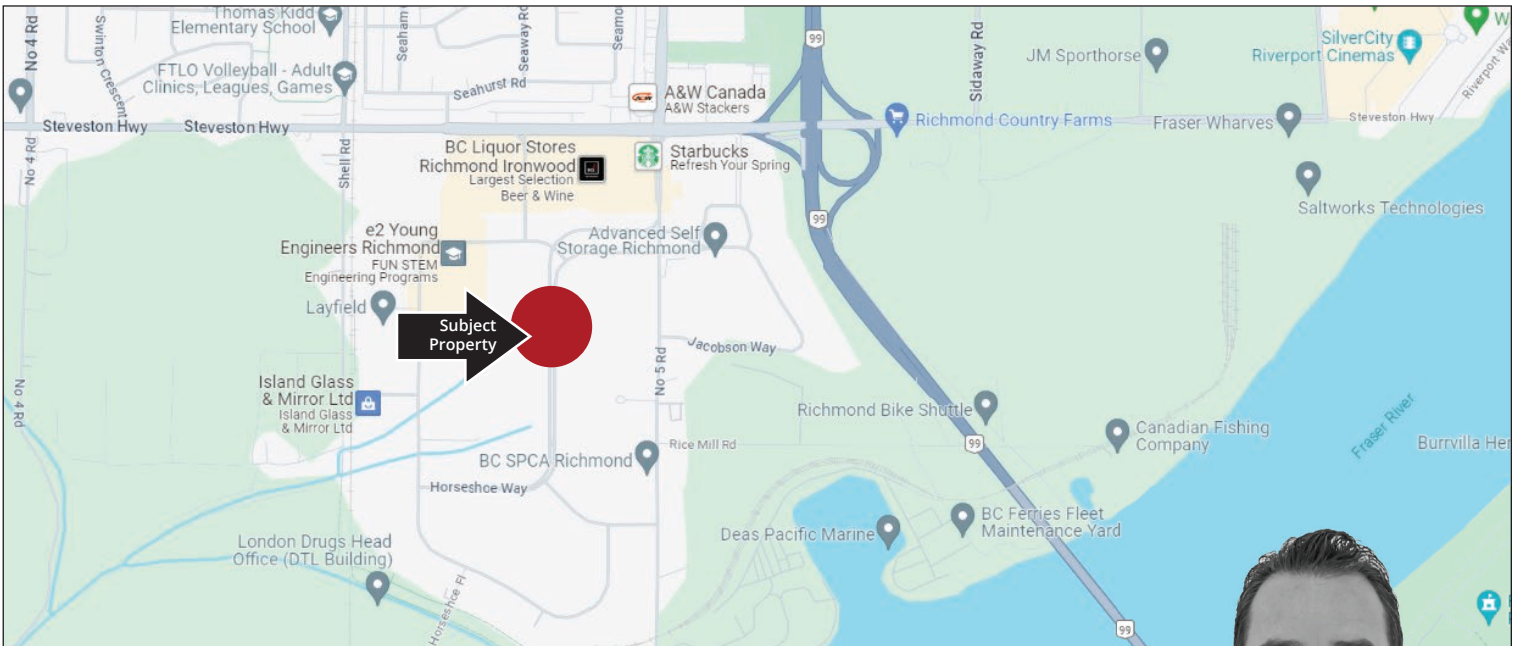 Thomas Kidd
Elementary School
No 4 Rd
Swinton Crescent
Seaham
Seaway Rd
Seamo
99
Sidaway Rd
JM Sporthorse
SilverCity
Riverport Cinemas
W
Riverport Wa
FTLO Volleyball - Adult
Clinics, Leagues, Games
Seahurst Rd
A&W Canada
A&W Stackers
Richmond Country Farms
Fraser Wharves
Steveston Hwy
Steveston Hwy
Steveston Hwy
No 4 Rd
Shell Rd
BC Liquor Stores
Richmond Ironwood
Largest Selection
Beer & Wine
Starbucks
Refresh Your Spring
Saltworks Technologies
99
e2 Young
Engineers Richmond
FUN STEM
Engineering Programs
Advanced Self
Storage Richmond
Layfield
Subject
Property
Jacobson Way
No 5 Rd
No 4 Rd
Island Glass
& Mirror Ltd
Island Glass
& Mirror Ltd
Richmond Bike Shuttle
Canadian Fishing
Company
Fraser River
Burrvilla Her
99
Rice Mill Rd
BC SPCA Richmond
Horseshoe Way
Deas Pacific Marine
BC Ferries Fleet
Maintenance Yard
London Drugs Head
Office (DTL Building)
Horseshoe Pl
99